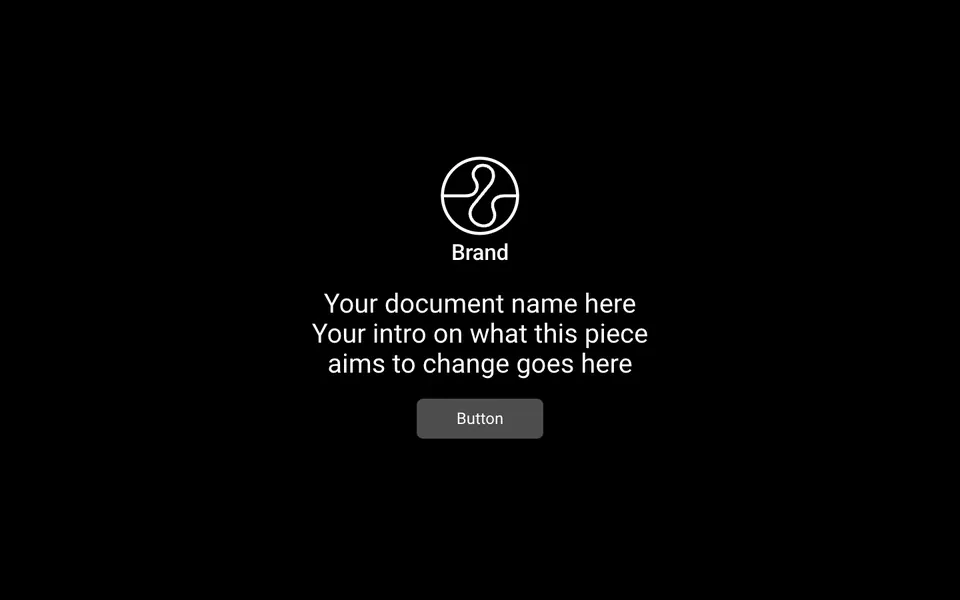 Brand
Your document name here
Your intro on what this piece
aims to change goes here
Button